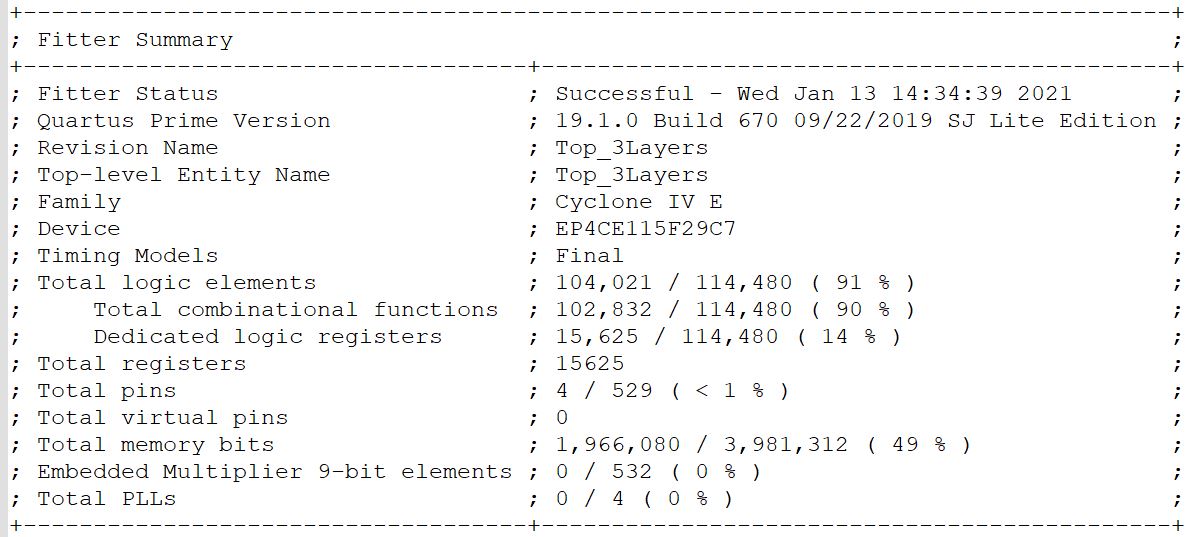 +---------------------------------------------------------------------------------+
; Fitter Summary ;
+------------------------------------+--------------------------------------------+
; Fitter Status ; Successful - Wed Jan 13 14:34:39 2021 ;
; Quartus Prime Version ; 19.1.0 Build 670 09/22/2019 SJ Lite Edition ;
; Revision Name ; Top_3Layers ;
; Top-level Entity Name ; Top_3Layers ;
; Family ; Cyclone IV E ;
; Device ; EP4CE115F29C7 ;
; Timing Models ; Final ;
; Total logic elements ; 104,021 / 114,480 ( 91 % ) ;
; Total combinational functions ; 102,832 / 114,480 ( 90 % ) ;
; Dedicated logic registers ; 15,625 / 114,480 ( 14 % ) ;
; Total registers ; 15625 ;
; Total pins ; 4 / 529 ( < 1 % ) ;
; Total virtual pins ; 0 ;
; Total memory bits ; 1,966,080 / 3,981,312 ( 49 % ) ;
; Embedded Multiplier 9-bit elements ; 0 / 532 ( 0 % ) ;
; Total PLLs ; 0 / 4 ( 0 % ) ;
+------------------------------------+--------------------------------------------+